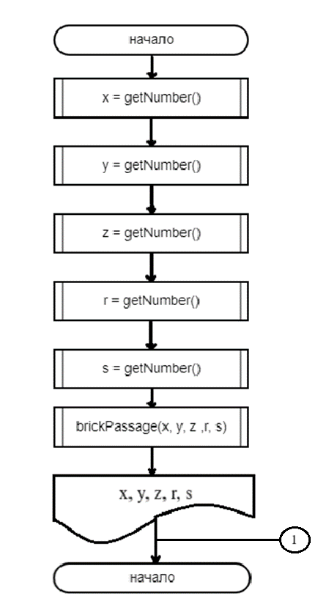 начало
x = getNumber()
y = getNumber()
z = getNumber()
r = getNumber()
s = getNumber()
brickPassage(x, y, z ,r, s)
x, y, z, r, s
1
начало